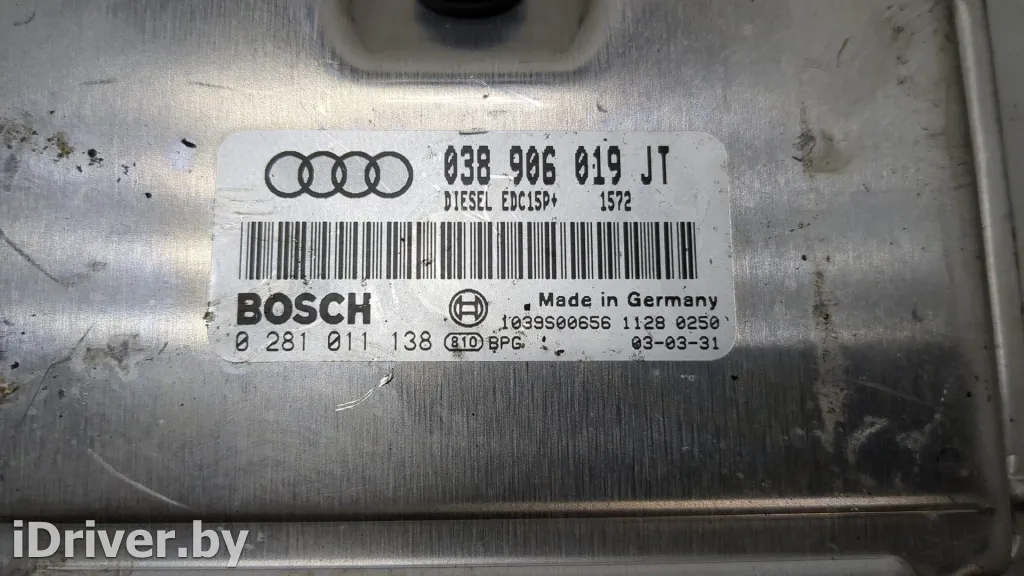 038 906 019 JT
DIESEL EDC15P+ 1572
BOSCH
Made in Germany
1039S00656 1128 0250
0 281 011 138 810 BPG 03-03-31
iDriver.by